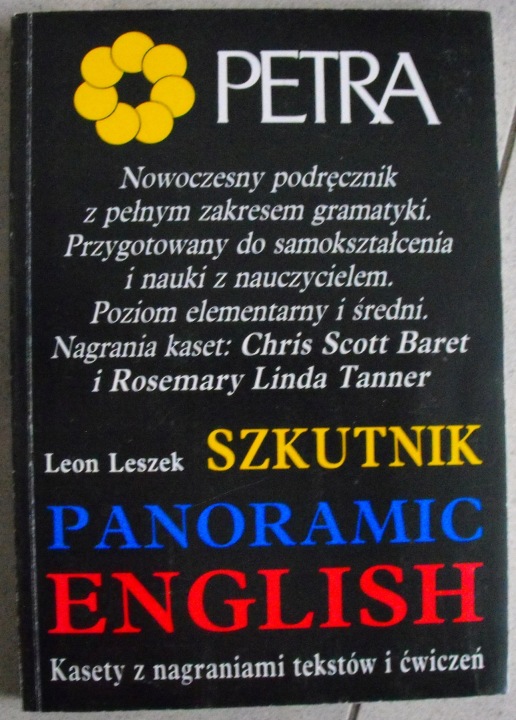 PETRA
Nowoczesny podręcznik
z pełnym zakresem gramatyki.
Przygotowany do samokształcenia
i nauki z nauczycielem.
Poziom elementarny i średni.
Nagrania kaset: Chris Scott Baret
i Rosemary Linda Tanner
Leon Leszek SZKUTNIK
PANORAMIC
ENGLISH
Kasety z nagraniami tekstów i ćwiczeń